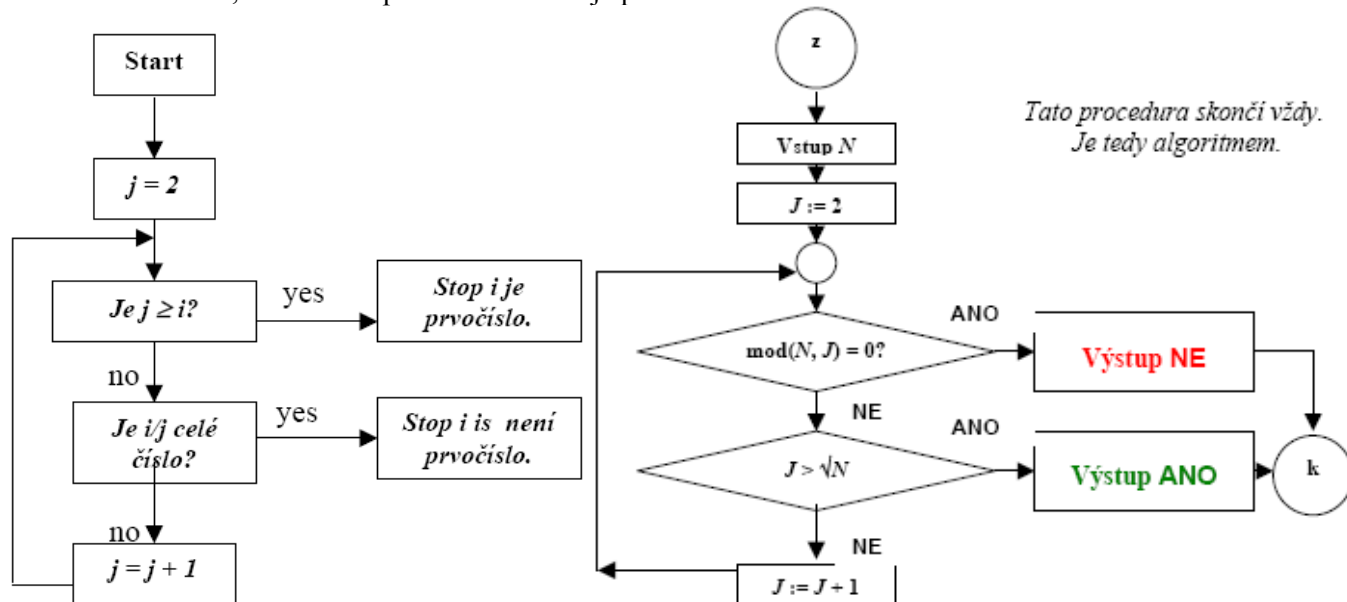 Start
j = 2
Je j ≥ i?
yes
Stop i je
prvočíslo.
no
Je i/j celé
číslo?
yes
Stop i is není
prvočíslo.
no
j = j + 1
z
Vstup N
J := 2
mod(N, J) = 0?
ANO
Výstup NE
NE
J > √N
ANO
Výstup ANO
k
NE
J := J + 1
Tato procedura skončí vždy.
Je tedy algoritmem.